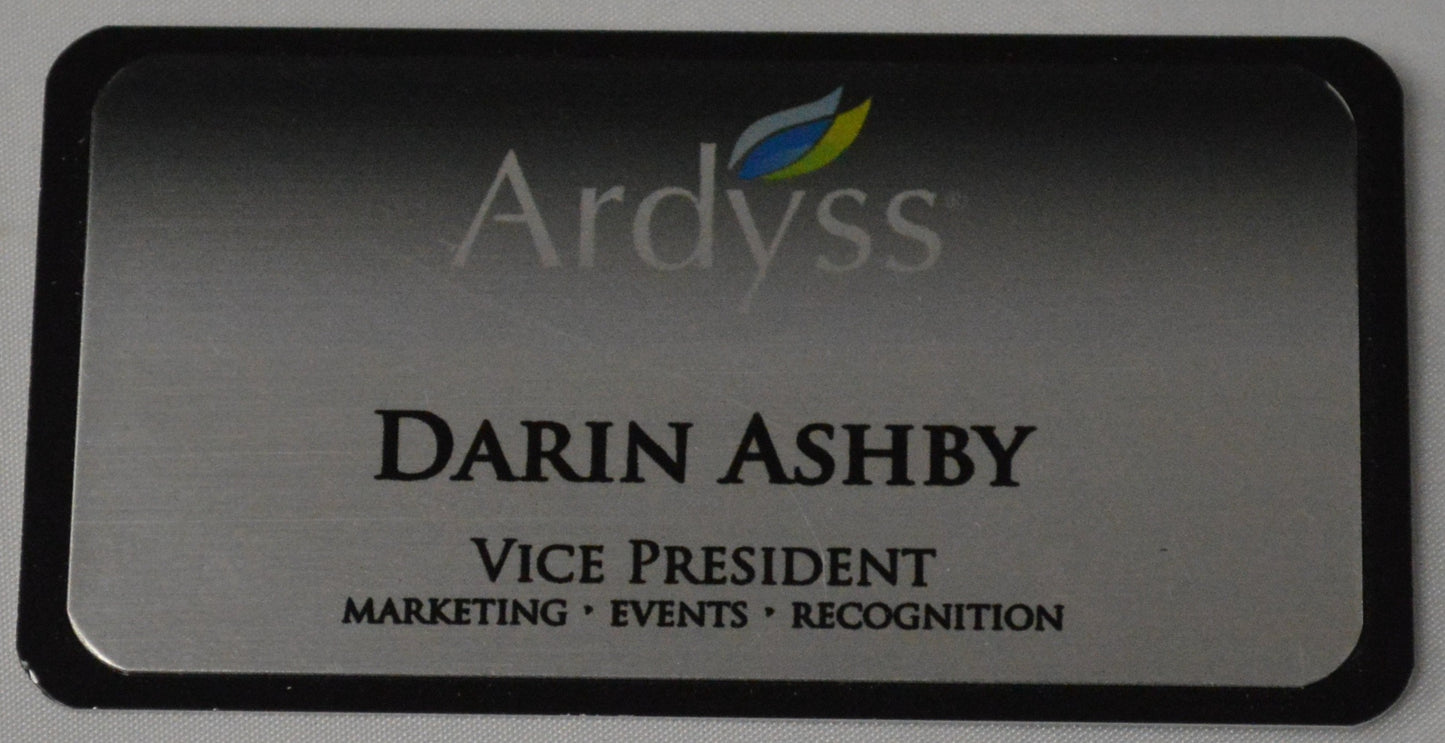 Ardyss®
DARIN ASHBY
VICE PRESIDENT
MARKETING · EVENTS · RECOGNITION